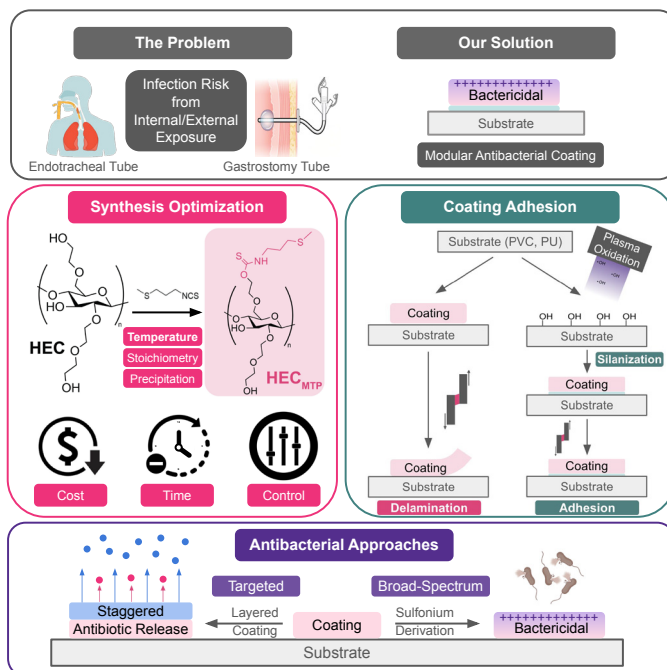 The Problem
Infection Risk
from
Internal/External
Exposure
Endotracheal Tube
Gastrostomy Tube
Our Solution
+++++++++++++
Bactericidal
Substrate
Modular Antibacterial Coating
Synthesis Optimization
HO
O
O
O
HO
OH
O
O
n
O
HO
HEC
S
NCS
Temperature
Stoichiometry
Precipitation
S
S
NH
O
O
O
O
HO
OH
O
O
n
O
OH
HEC MTP
Cost
Time
Control
Coating Adhesion
Substrate (PVC, PU)
Plasma
Oxidation
-OH
-OH
-OH
Coating
Substrate
OH OH OH OH
Substrate
Silanization
Coating
Substrate
Coating
Substrate
Delamination
Coating
Substrate
Adhesion
Antibacterial Approaches
Staggered
Antibiotic Release
Targeted
Layered
Coating
Coating
Broad-Spectrum
Sulfonium
Derivation
+++++++++++++
Bactericidal
Substrate